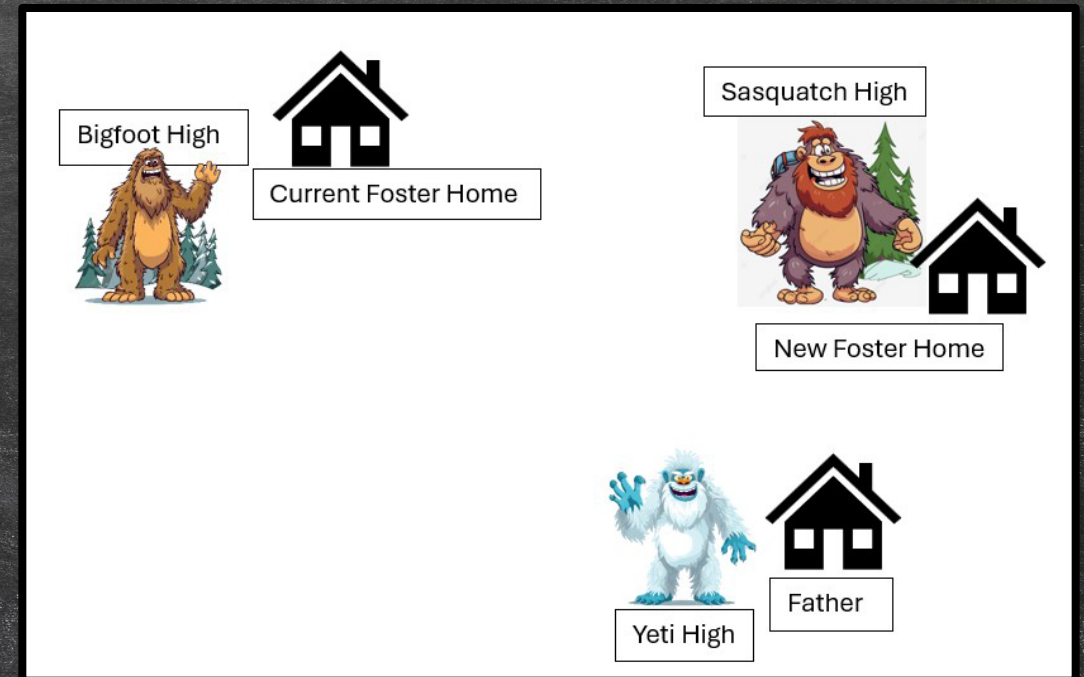 Bigfoot High
Current Foster Home
Sasquatch High
New Foster Home
Yeti High
Father